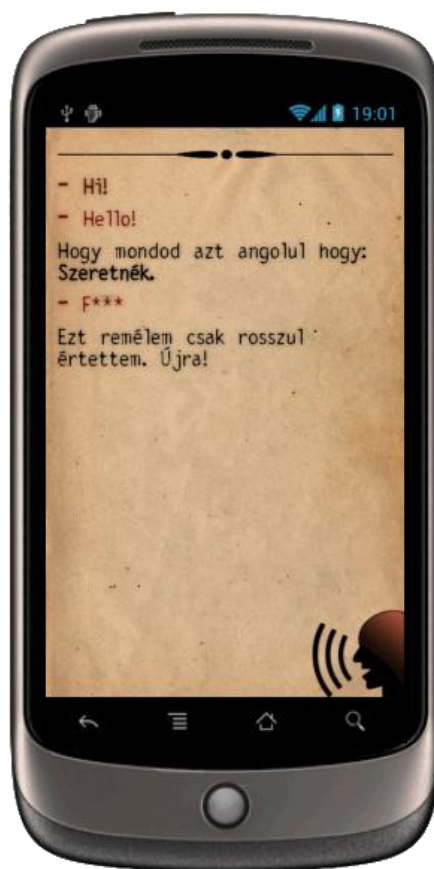 19:01
- Hi!
- Hello!
Hogy mondod azt angolul hogy:
Szeretnék.
- F***
Ezt remélem csak rosszul
értettem. Újra!